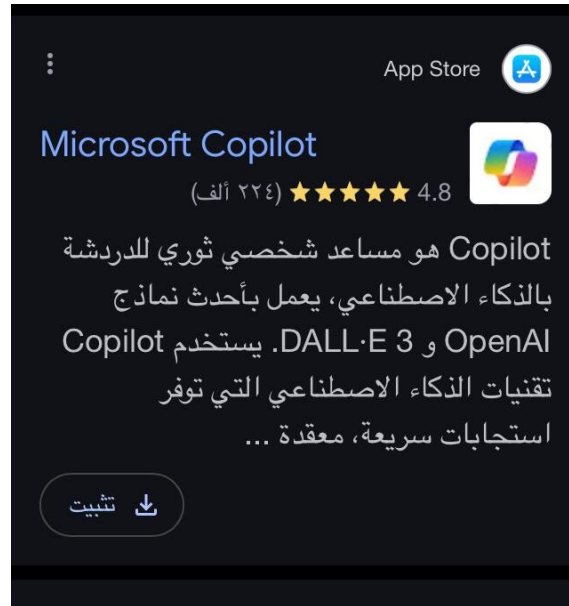 App Store
Microsoft Copilot
4.8 ★★★★★ (٢٢٤ ألف)
Copilot هو مساعد شخصي ثوري للدردشة
بالذكاء الاصطناعي، يعمل بأحدث نماذج
OpenAI و DALL·E 3. يستخدم Copilot
تقنيات الذكاء الاصطناعي التي توفر
استجابات سريعة، معقدة ...
تثبيت